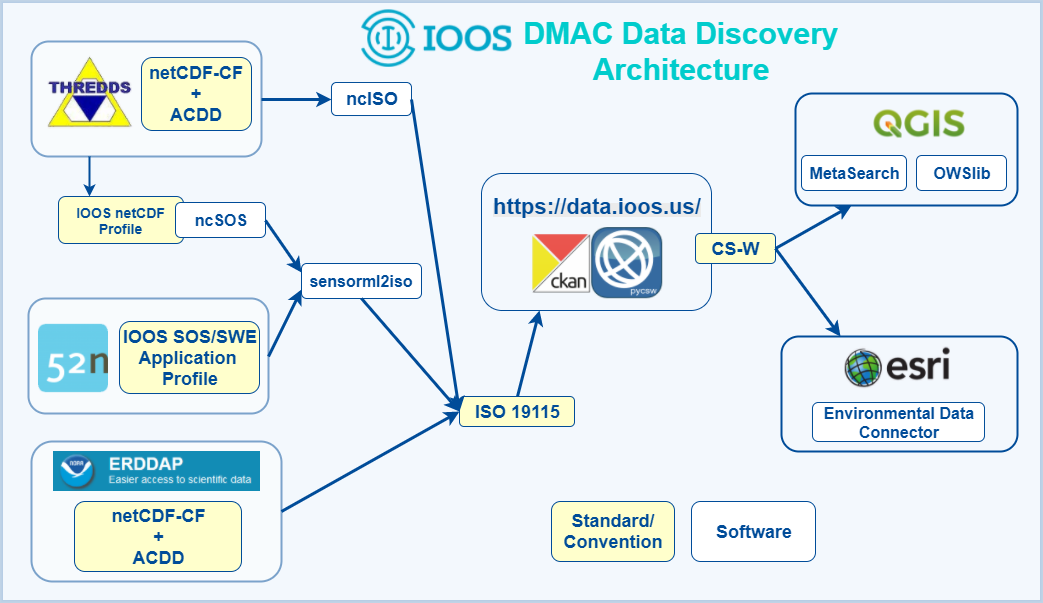 IOOS
DMAC Data Discovery
Architecture
THREDDS
netCDF-CF
+
ACDD
ncISO
IOOS netCDF
Profile
ncSOS
sensorml2iso
52n
IOOS SOS/SWE
Application
Profile
NOAA
ERDDAP
Easier access to scientific data
netCDF-CF
+
ACDD
ISO 19115
https://data.ioos.us/
ckan
pycsw
CS-W
QGIS
MetaSearch
OWSlib
esri
Environmental Data
Connector
Standard/
Convention
Software